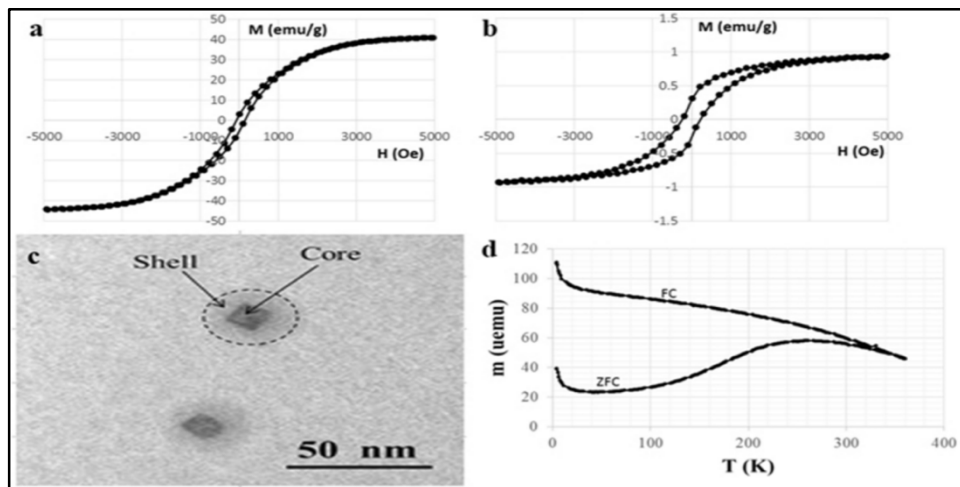 a
M (emu/g)
50
40
30
20
10
0
-10
-20
-30
-40
-50
-5000 -3000 -1000 1000 3000 5000
H (Oe)
b
M (emu/g)
1.5
1
0.5
0
-0.5
-1
-1.5
-5000 -3000 -1000 1000 3000 5000
H (Oe)
c
Shell
Core
50 nm
d
m (uemu)
120
100
80
60
40
20
0
FC
ZFC
0 100 200 300 400
T (K)